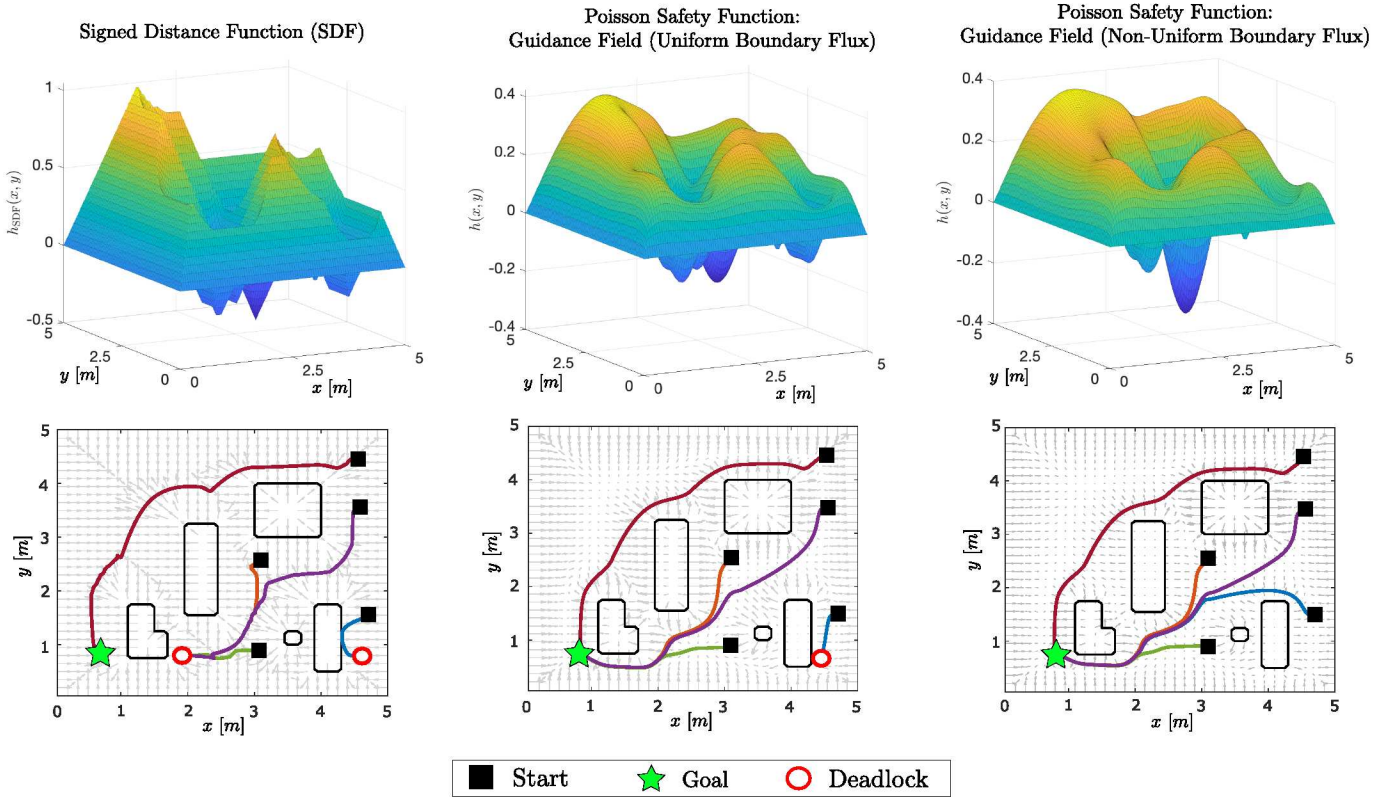 Signed Distance Function (SDF)
Poisson Safety Function:
Guidance Field (Uniform Boundary Flux)
Poisson Safety Function:
Guidance Field (Non-Uniform Boundary Flux)
1
0.5
0
-0.5
h_SDF(x, y)
5
2.5
0
y [m]
0
2.5
5
x [m]
0.4
0.2
0
-0.2
-0.4
h(x, y)
5
2.5
0
y [m]
0
2.5
5
x [m]
0.4
0.2
0
-0.2
-0.4
h(x, y)
5
2.5
0
y [m]
0
2.5
5
x [m]
5
4
3
2
1
y [m]
0 1 2 3 4 5
x [m]
5
4
3
2
1
y [m]
0 1 2 3 4 5
x [m]
5
4
3
2
1
y [m]
0 1 2 3 4 5
x [m]
Start Goal Deadlock